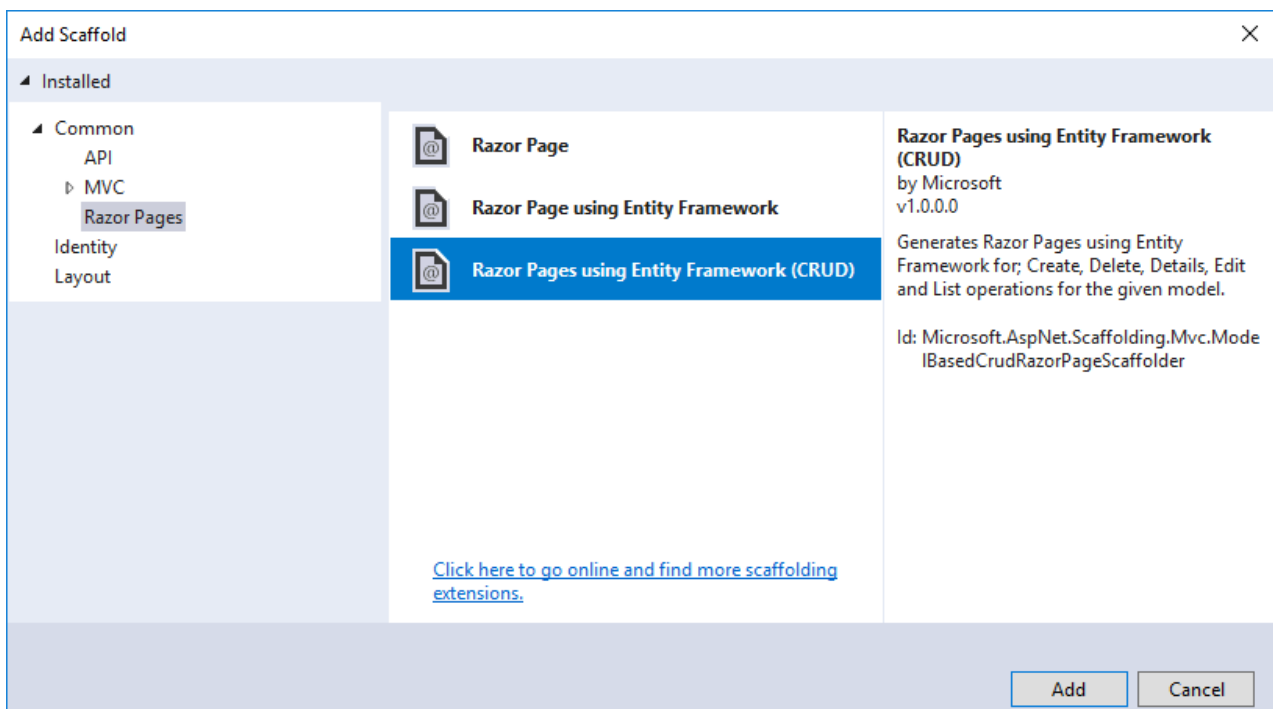 Add Scaffold
Installed
Common
API
MVC
Razor Pages
Identity
Layout
Razor Page
Razor Page using Entity Framework
Razor Pages using Entity Framework (CRUD)
Click here to go online and find more scaffolding
extensions.
Razor Pages using Entity Framework
(CRUD)
by Microsoft
v1.0.0.0
Generates Razor Pages using Entity
Framework for; Create, Delete, Details, Edit
and List operations for the given model.
Id: Microsoft.AspNet.Scaffolding.Mvc.Mode
lBasedCrudRazorPageScaffolder
Add
Cancel